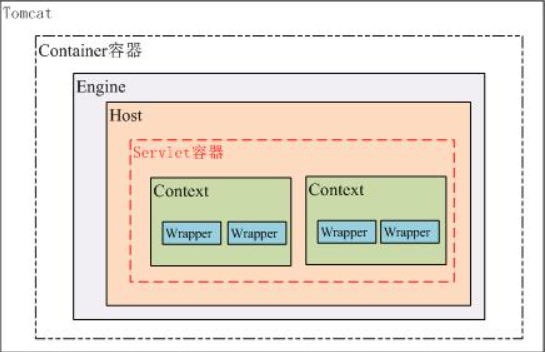 Tomcat
Container容器
Engine
Host
Servlet容器
Context
Context
Wrapper
Wrapper
Wrapper
Wrapper